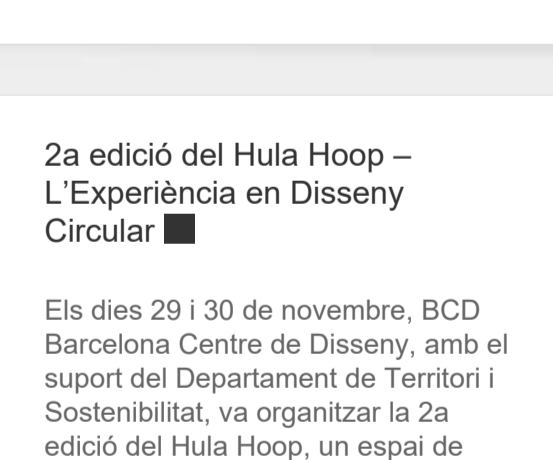 2a edició del Hula Hoop –
L’Experiència en Disseny
Circular ■
Els dies 29 i 30 de novembre, BCD
Barcelona Centre de Disseny, amb el
suport del Departament de Territori i
Sostenibilitat, va organitzar la 2a
edició del Hula Hoop, un espai de